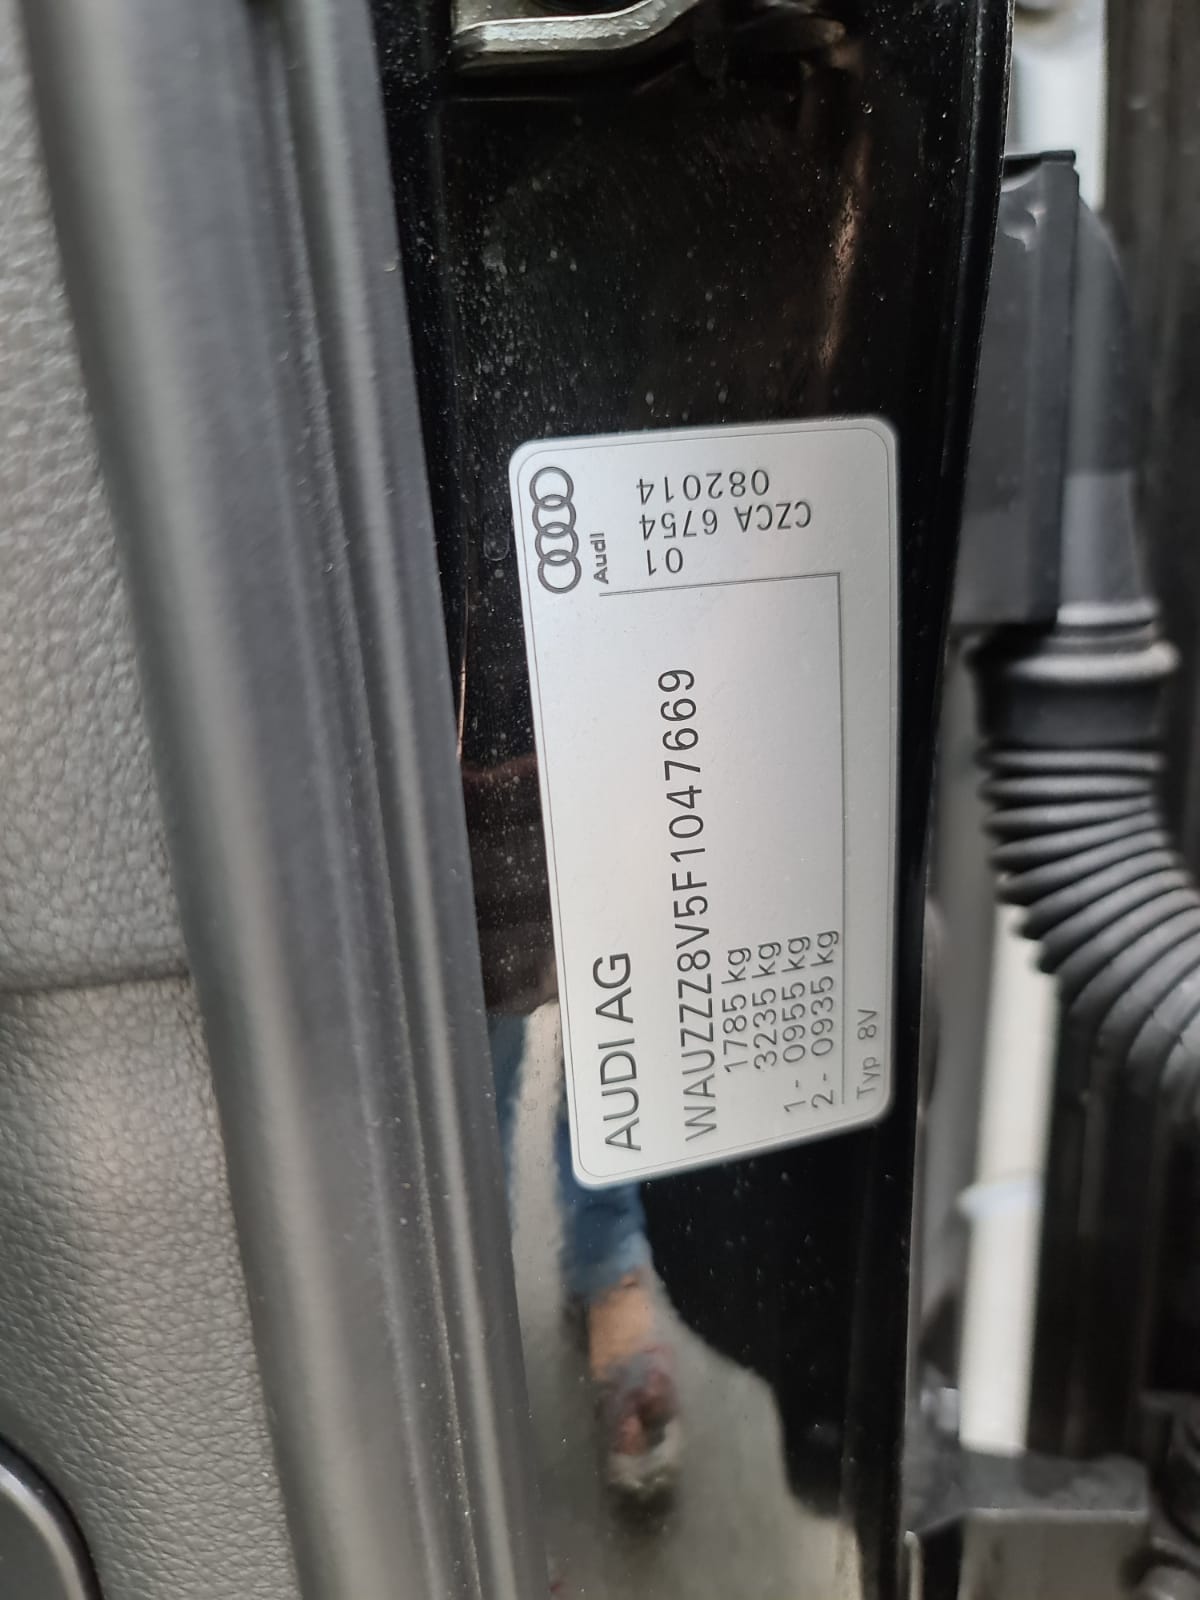 AUDI AG
Audi
WAUZZZ8V5F1047669
1785 kg
3235 kg
1 - 0955 kg
2 - 0935 kg
Typ 8V
01
CZCA 6754
082014